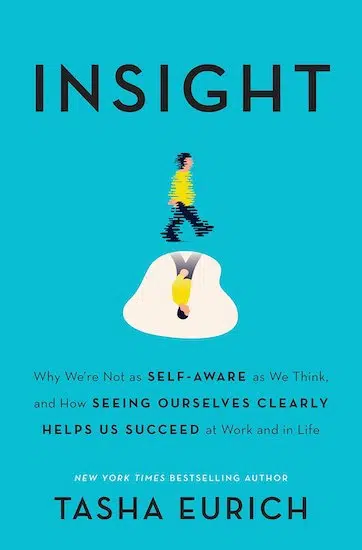 INSIGHT
Why We're Not as SELF-AWARE as We Think,
and How SEEING OURSELVES CLEARLY
HELPS US SUCCEED at Work and in Life
NEW YORK TIMES BESTSELLING AUTHOR
TASHA EURICH